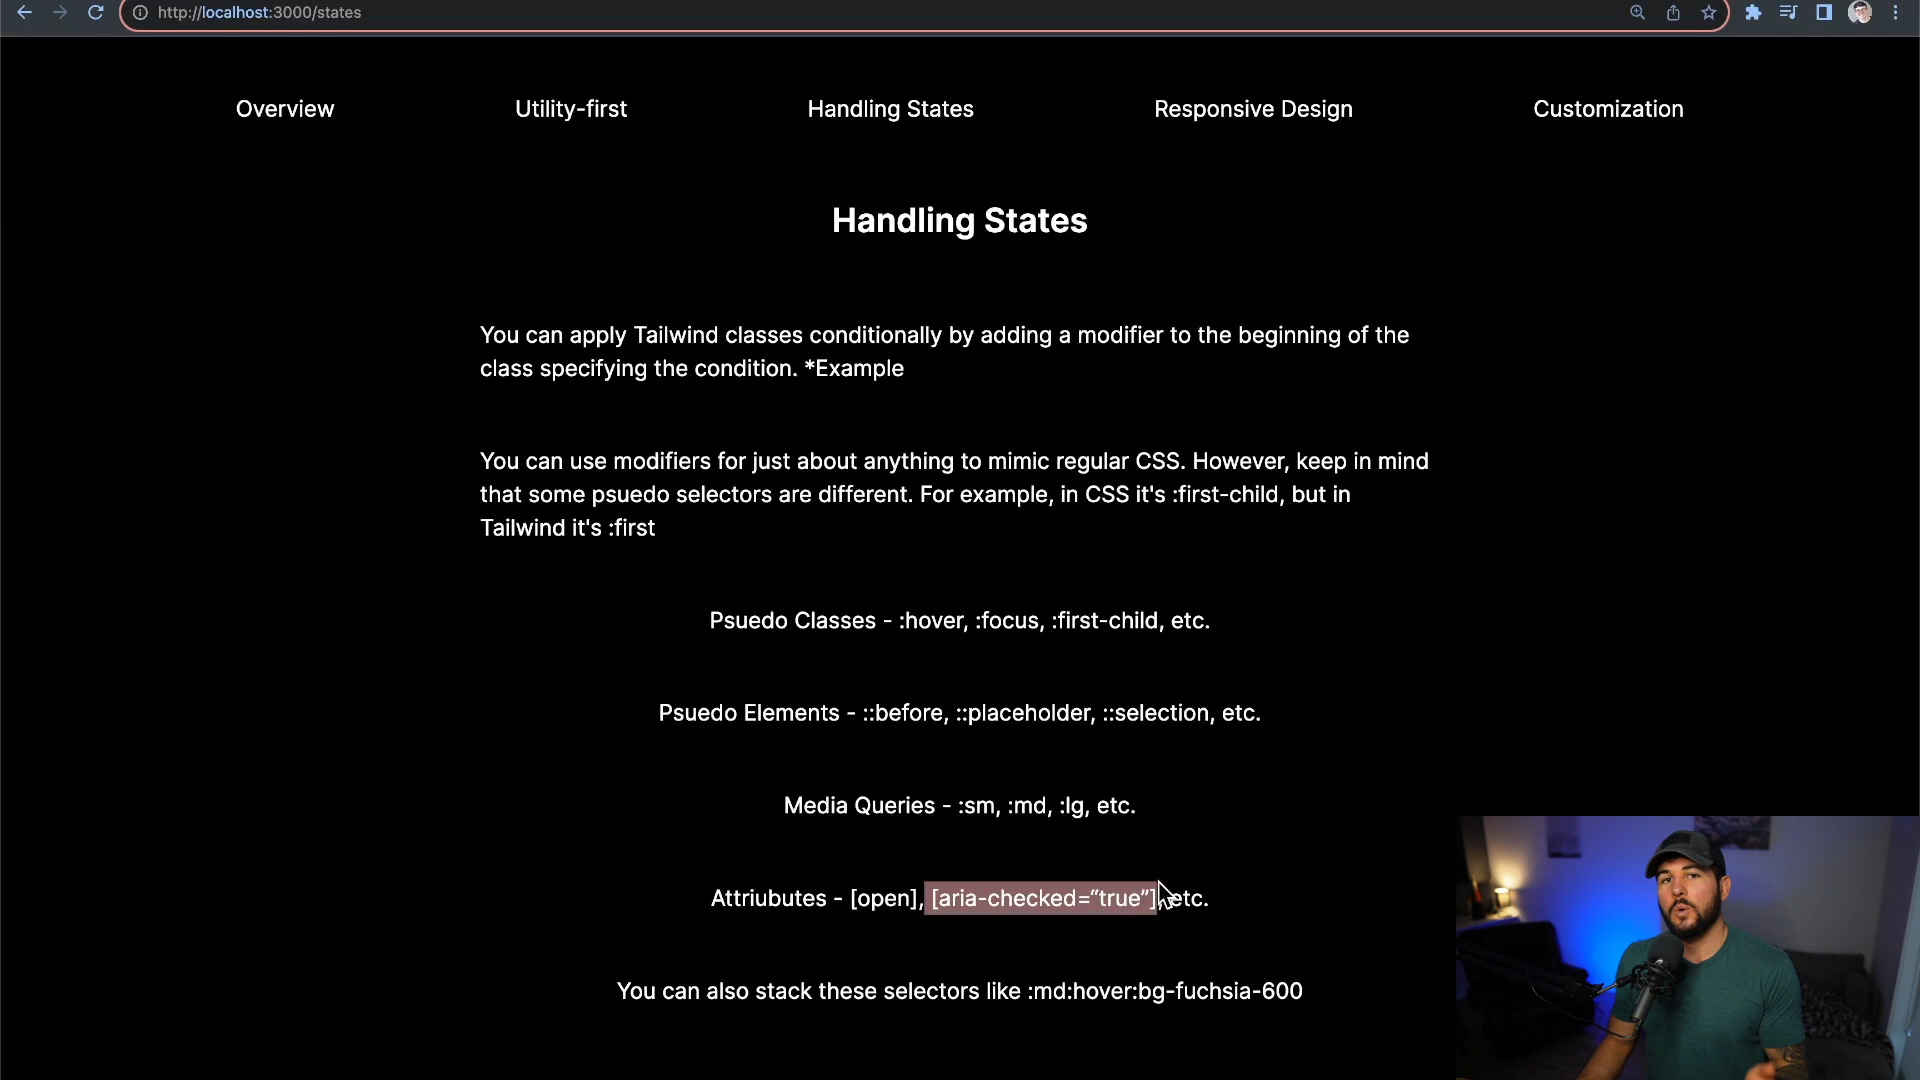 http://localhost:3000/states
Overview Utility-first Handling States Responsive Design Customization
Handling States
You can apply Tailwind classes conditionally by adding a modifier to the beginning of the
class specifying the condition. *Example
You can use modifiers for just about anything to mimic regular CSS. However, keep in mind
that some psuedo selectors are different. For example, in CSS it's :first-child, but in
Tailwind it's :first
Psuedo Classes - :hover, :focus, :first-child, etc.
Psuedo Elements - ::before, ::placeholder, ::selection, etc.
Media Queries - :sm, :md, :lg, etc.
Attriubutes - [open], [aria-checked=“true”], etc.
You can also stack these selectors like :md:hover:bg-fuchsia-600